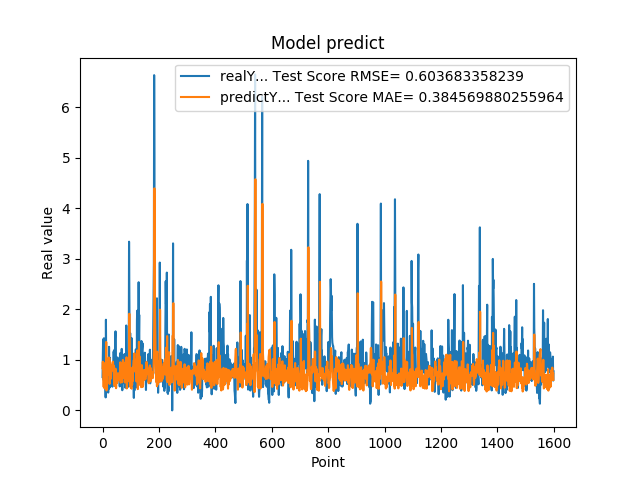 Model predict
realY... Test Score RMSE= 0.603683358239
predictY... Test Score MAE= 0.384569880255964
Real value
6
5
4
3
2
1
0
0 200 400 600 800 1000 1200 1400 1600
Point